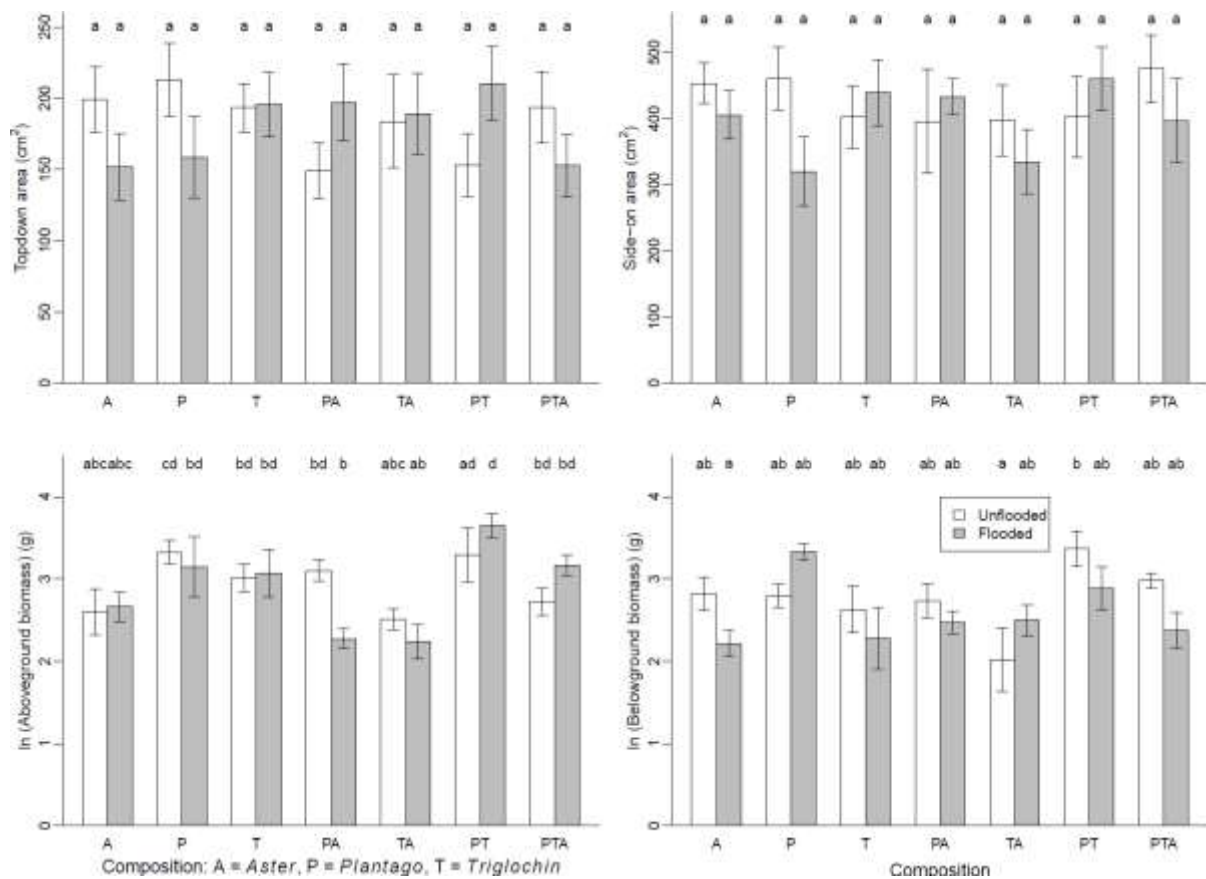 a a a a a a a a a a a a a a
Topdown area (cm²)
250
200
150
100
50
0
A P T PA TA PT PTA
a a a a a a a a a a a a a a
Side-on area (cm²)
500
400
300
200
100
0
A P T PA TA PT PTA
abc abc cd bd bd bd bd b abc ab ad d bd bd
ln (Aboveground biomass) (g)
4
3
2
1
0
A P T PA TA PT PTA
Composition: A = Aster, P = Plantago, T = Triglochin
ab a ab ab ab ab ab ab a ab b ab ab ab
ln (Belowground biomass) (g)
4
3
2
1
0
Unflooded
Flooded
A P T PA TA PT PTA
Composition